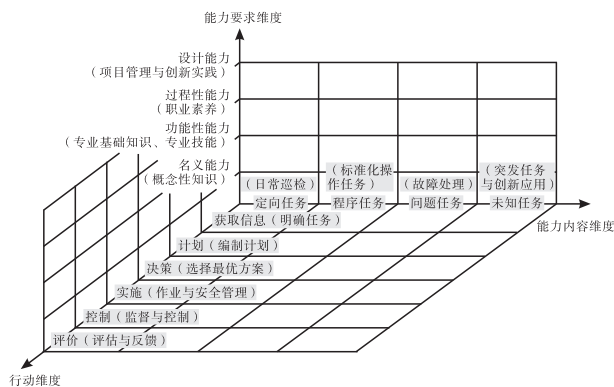 能力要求维度
设计能力
（项目管理与创新实践）
过程性能力
（职业素养）
功能性能力
（专业基础知识、专业技能）
名义能力
（概念性知识）
（日常巡检）
定向任务
（标准化操
作任务）
程序任务
（故障处理）
问题任务
（突发任务
与创新应用）
未知任务
能力内容维度
获取信息（明确任务）
计划（编制计划）
决策（选择最优方案）
实施（作业与安全管理）
控制（监督与控制）
评价（评估与反馈）
行动维度